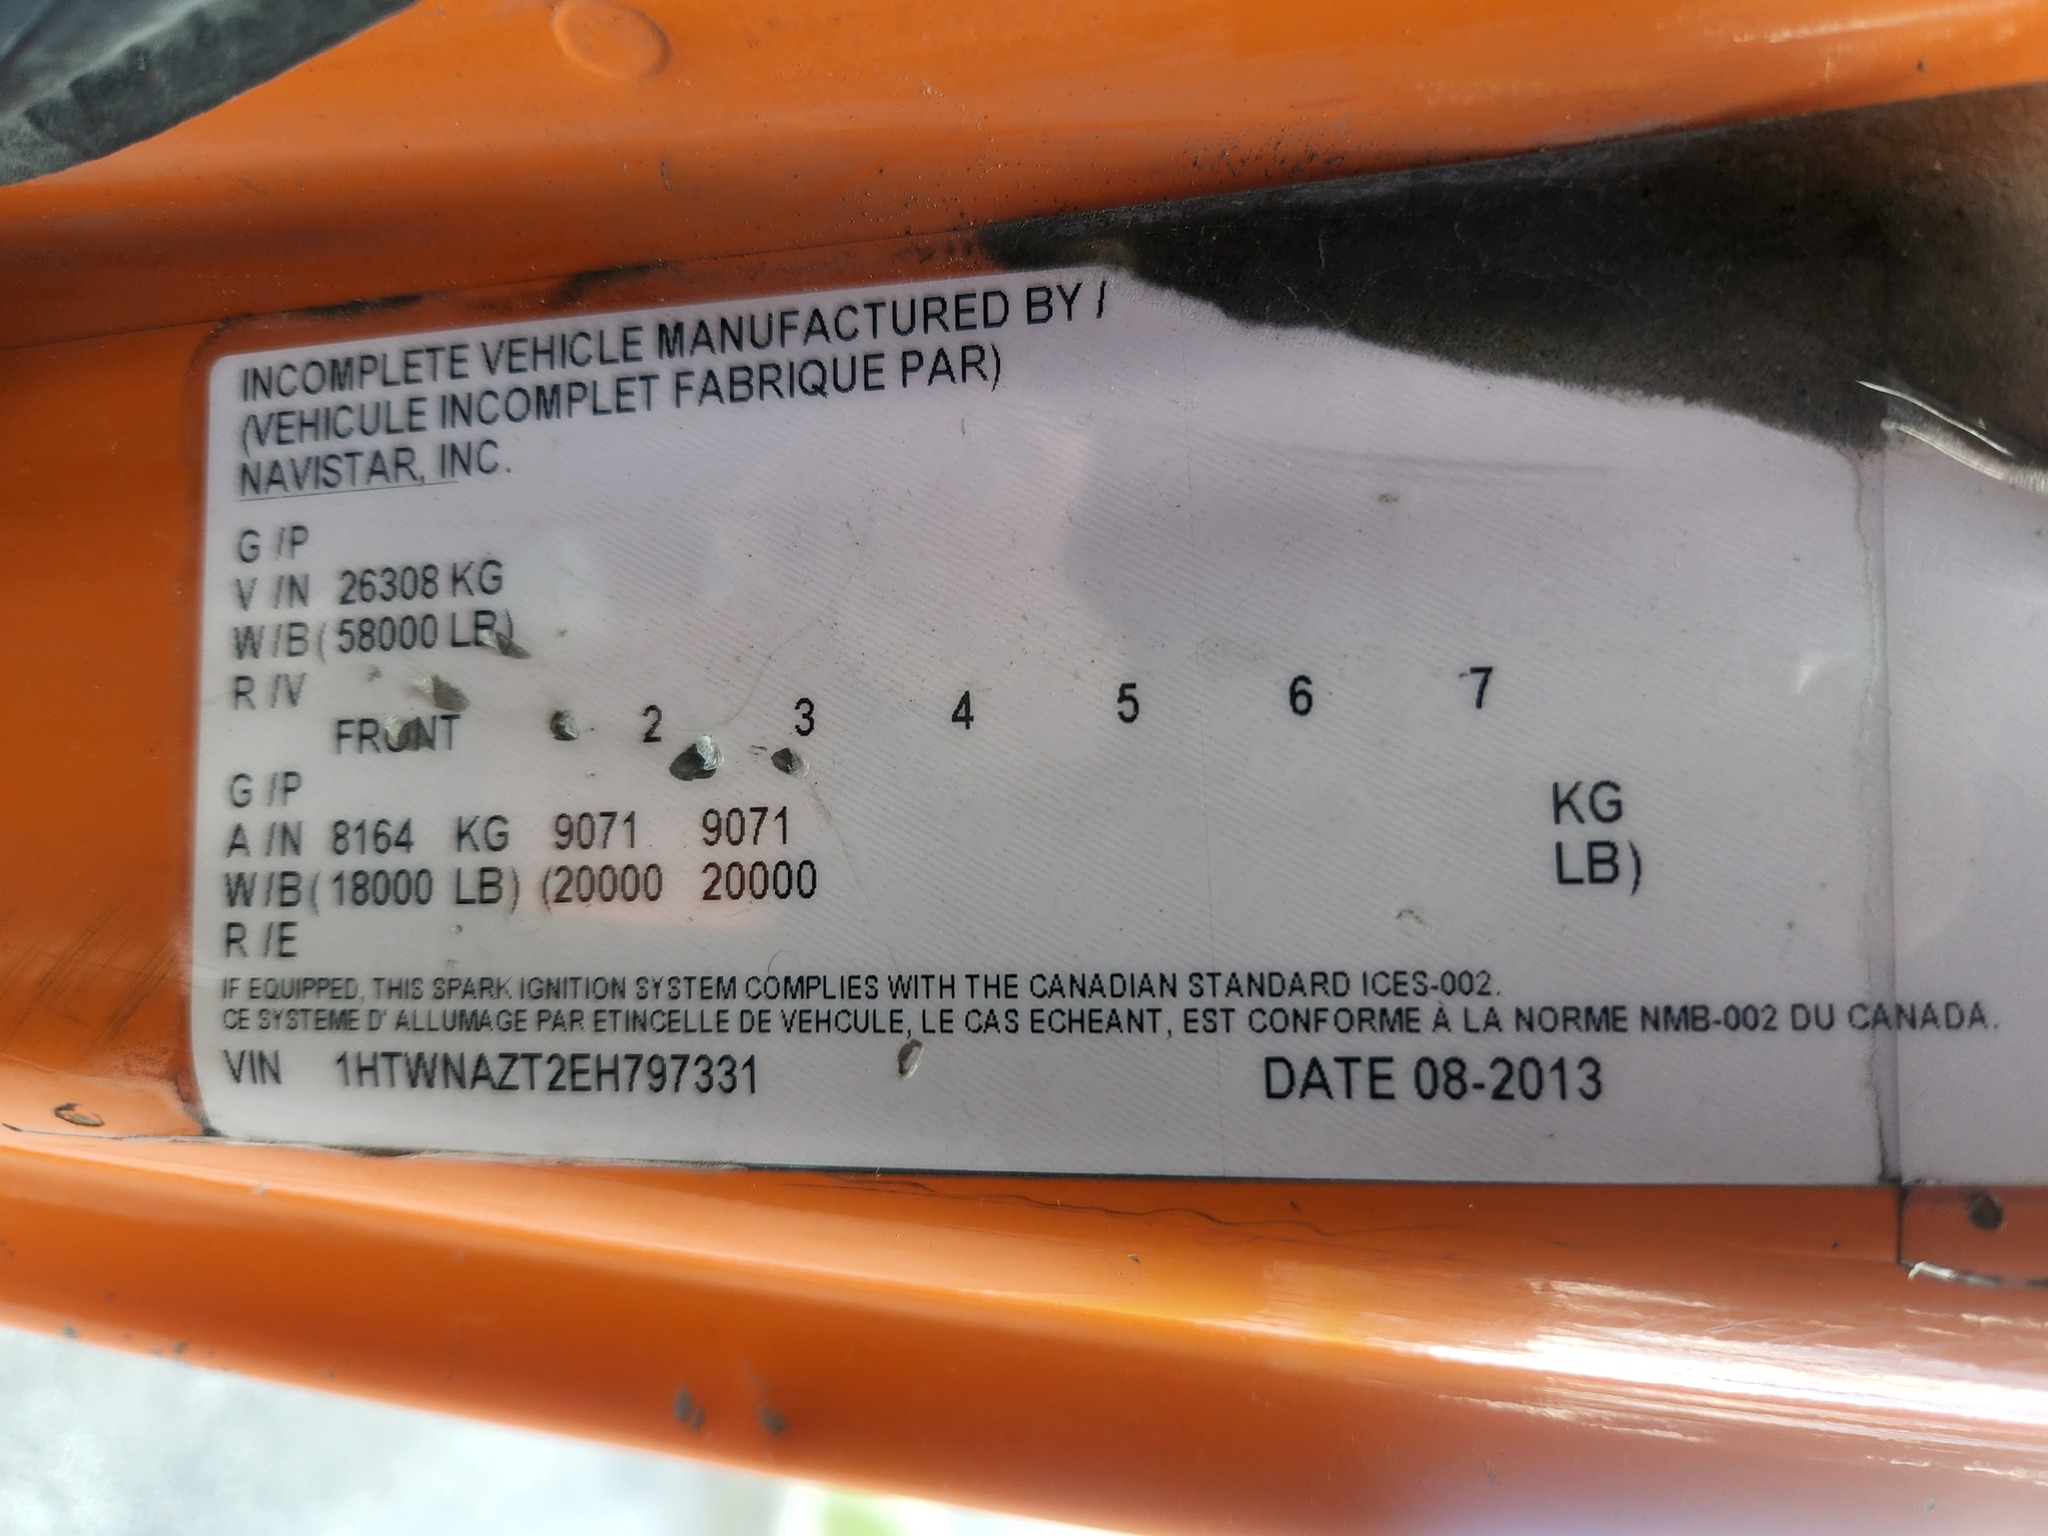 INCOMPLETE VEHICLE MANUFACTURED BY /
(VEHICULE INCOMPLET FABRIQUE PAR)
NAVISTAR, INC.
G /P
V /N 26308 KG
W /B ( 58000 LB)
R /V
FRONT 2 3 4 5 6 7
G /P
A /N 8164 KG 9071 9071 KG
W /B ( 18000 LB ) (20000 20000 LB )
R /E
IF EQUIPPED, THIS SPARK IGNITION SYSTEM COMPLIES WITH THE CANADIAN STANDARD ICES-002.
CE SYSTEME D' ALLUMAGE PAR ETINCELLE DE VEHCULE, LE CAS ECHEANT, EST CONFORME À LA NORME NMB-002 DU CANADA.
VIN 1HTWNAZT2EH797331 DATE 08-2013